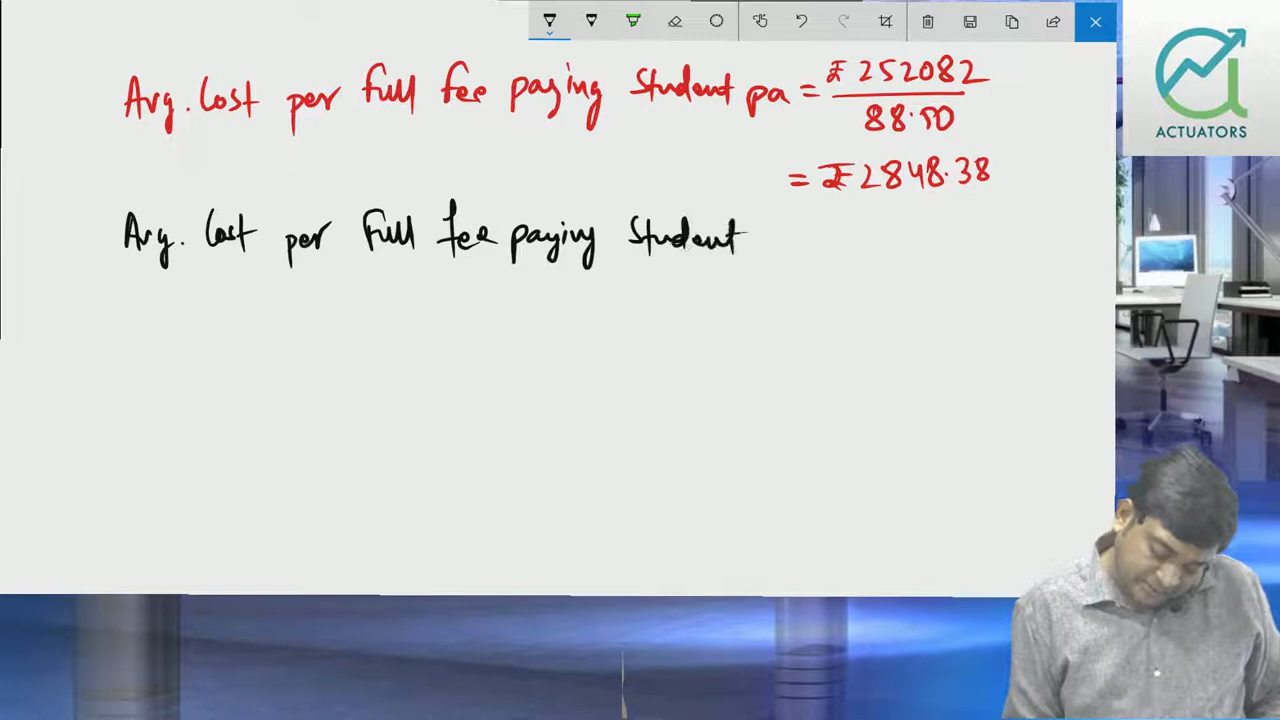 Avg. Cost per Full fee paying Student pa = ₹ 252082 / 88.50
= ₹ 2848.38
Avg. Cost per Full fee paying Student
ACTUATORS